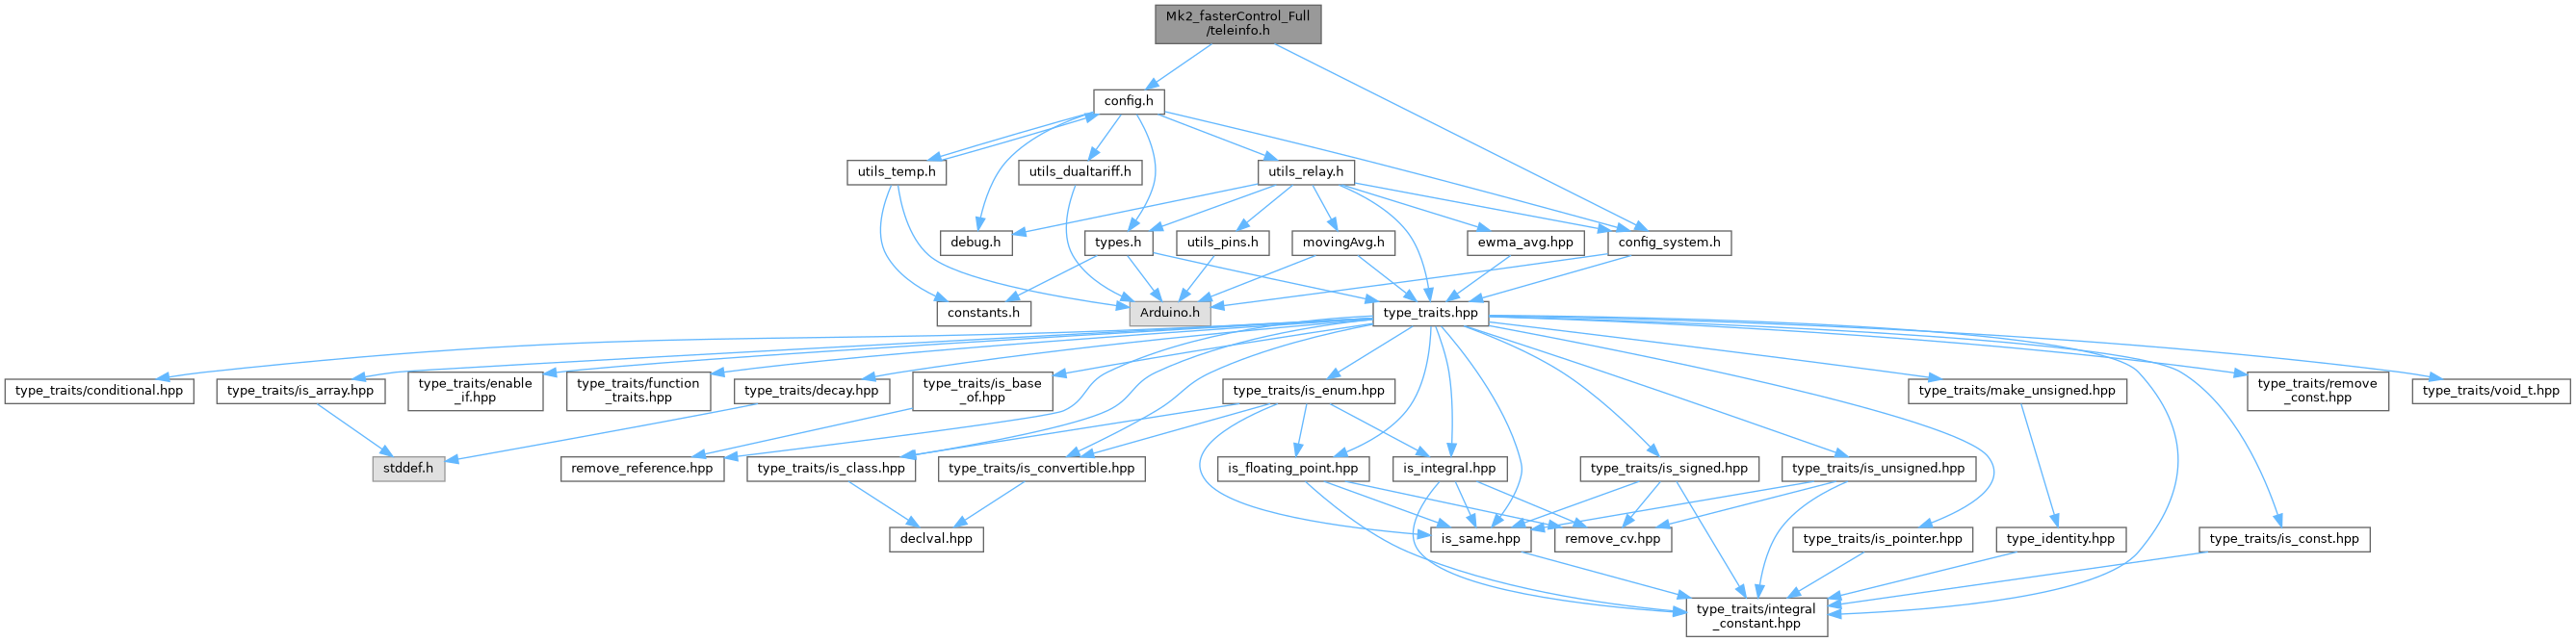 Mk2_fasterControl_Full
/teleinfo.h
config.h
utils_temp.h
utils_dualtariff.h
utils_relay.h
debug.h
types.h
utils_pins.h
movingAvg.h
ewma_avg.hpp
config_system.h
constants.h
Arduino.h
type_traits.hpp
type_traits/conditional.hpp
type_traits/is_array.hpp
type_traits/enable
_if.hpp
type_traits/function
_traits.hpp
type_traits/decay.hpp
type_traits/is_base
_of.hpp
type_traits/is_enum.hpp
type_traits/make_unsigned.hpp
type_traits/remove
_const.hpp
type_traits/void_t.hpp
stddef.h
remove_reference.hpp
type_traits/is_class.hpp
type_traits/is_convertible.hpp
is_floating_point.hpp
is_integral.hpp
type_traits/is_signed.hpp
type_traits/is_unsigned.hpp
declval.hpp
is_same.hpp
remove_cv.hpp
type_traits/is_pointer.hpp
type_identity.hpp
type_traits/is_const.hpp
type_traits/integral
_constant.hpp